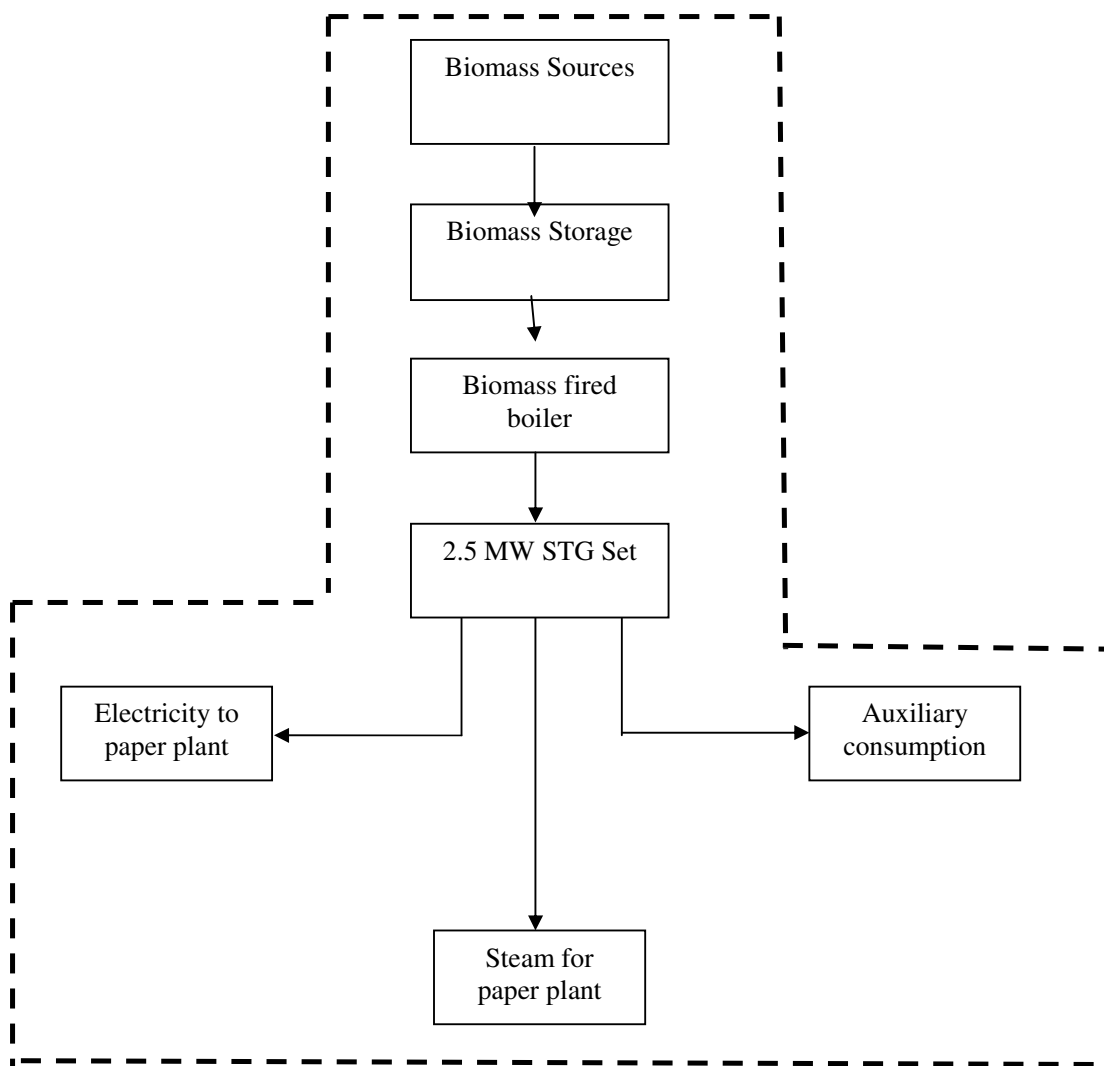 Biomass Sources
Biomass Storage
Biomass fired
boiler
2.5 MW STG Set
Electricity to
paper plant
Auxiliary
consumption
Steam for
paper plant